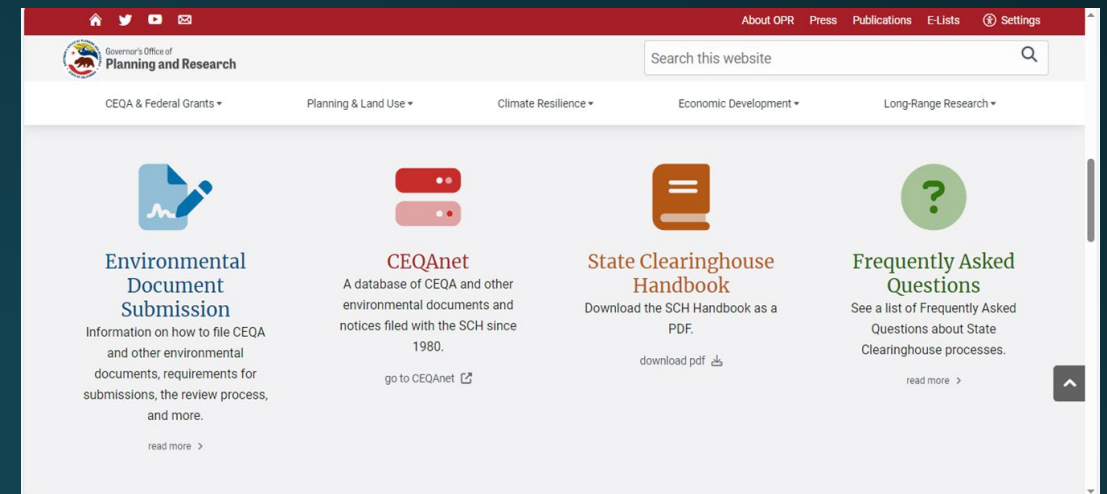 About OPR Press Publications E-Lists Settings
Governor's Office of
Planning and Research
Search this website
CEQA & Federal Grants Planning & Land Use Climate Resilience Economic Development Long-Range Research
Environmental
Document
Submission
Information on how to file CEQA
and other environmental
documents, requirements for
submissions, the review process,
and more.
read more
CEQAnet
A database of CEQA and other
environmental documents and
notices filed with the SCH since
1980.
go to CEQAnet
State Clearinghouse
Handbook
Download the SCH Handbook as a
PDF.
download pdf
Frequently Asked
Questions
See a list of Frequently Asked
Questions about State
Clearinghouse processes.
read more